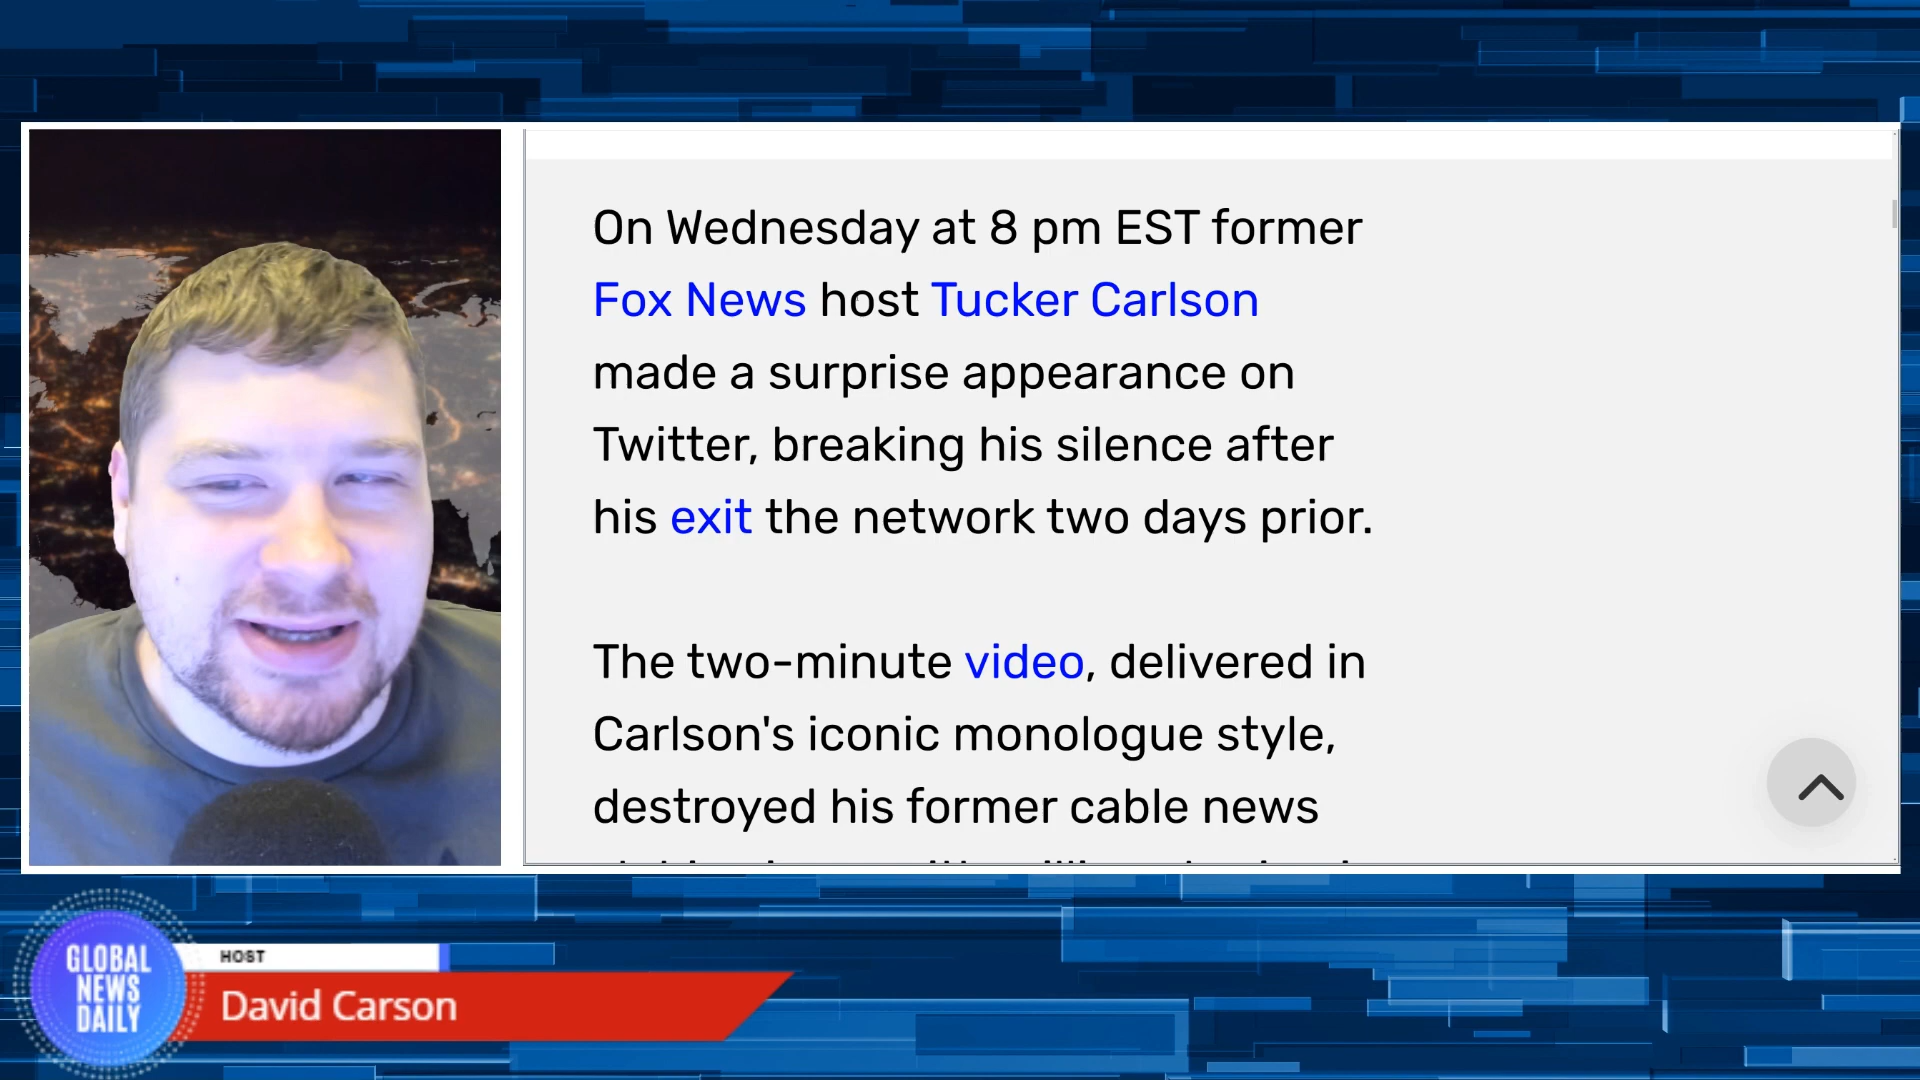 On Wednesday at 8 pm EST former
Fox News host Tucker Carlson
made a surprise appearance on
Twitter, breaking his silence after
his exit the network two days prior.
The two-minute video, delivered in
Carlson's iconic monologue style,
destroyed his former cable news
GLOBAL
NEWS
DAILY
HOST
David Carson